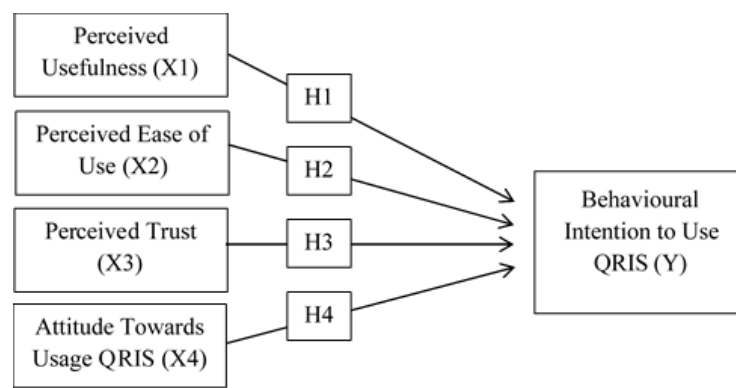 Perceived
Usefulness (X1)
H1
Perceived Ease of
Use (X2)
H2
Perceived Trust
(X3)
H3
Attitude Towards
Usage QRIS (X4)
H4
Behavioural
Intention to Use
QRIS (Y)